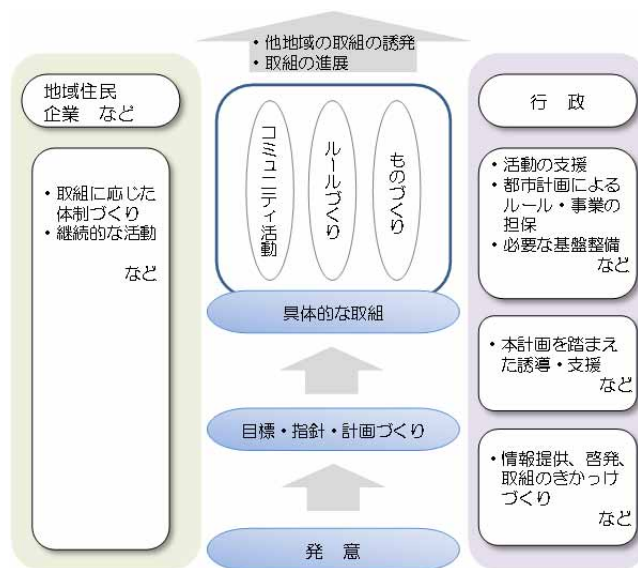 ・他地域の取組の誘発
・取組の進展
地域住民
企業 など
・取組に応じた
体制づくり
・継続的な活動
など
コミュニティ活動
ルールづくり
ものづくり
具体的な取組
目標・指針・計画づくり
発 意
行 政
・活動の支援
・都市計画による
ルール・事業の
担保
・必要な基盤整備
など
・本計画を踏まえ
た誘導・支援
など
・情報提供、啓発、
取組のきかっけ
づくり
など